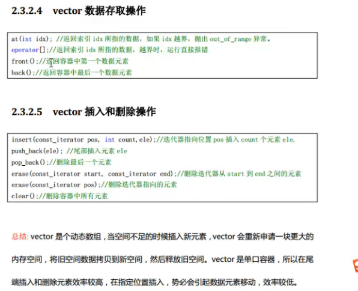 2.3.2.4 vector 数据存取操作
at(int idx); //返回索引 idx 所指的数据，如果 idx 越界，抛出 out_of_range 异常。
operator[];//返回索引 idx 所指的数据，越界时，运行直接报错
front();//返回容器中第一个数据元素
back();//返回容器中最后一个数据元素
2.3.2.5 vector 插入和删除操作
insert(const_iterator pos, int count,ele);//迭代器指向位置 pos 插入 count 个元素 ele.
push_back(ele); //尾部插入元素 ele
pop_back();//删除最后一个元素
erase(const_iterator start, const_iterator end);//删除迭代器从 start 到 end 之间的元素
erase(const_iterator pos);//删除迭代器指向的元素
clear();//删除容器中所有元素
总结: vector 是个动态数组，当空间不足的时候插入新元素，vector 会重新申请一块更大的
内存空间，将旧空间数据拷贝到新空间，然后释放旧空间。vector 是单口容器，所以在尾
端插入和删除元素效率较高，在指定位置插入，势必会引起数据元素移动，效率较低。